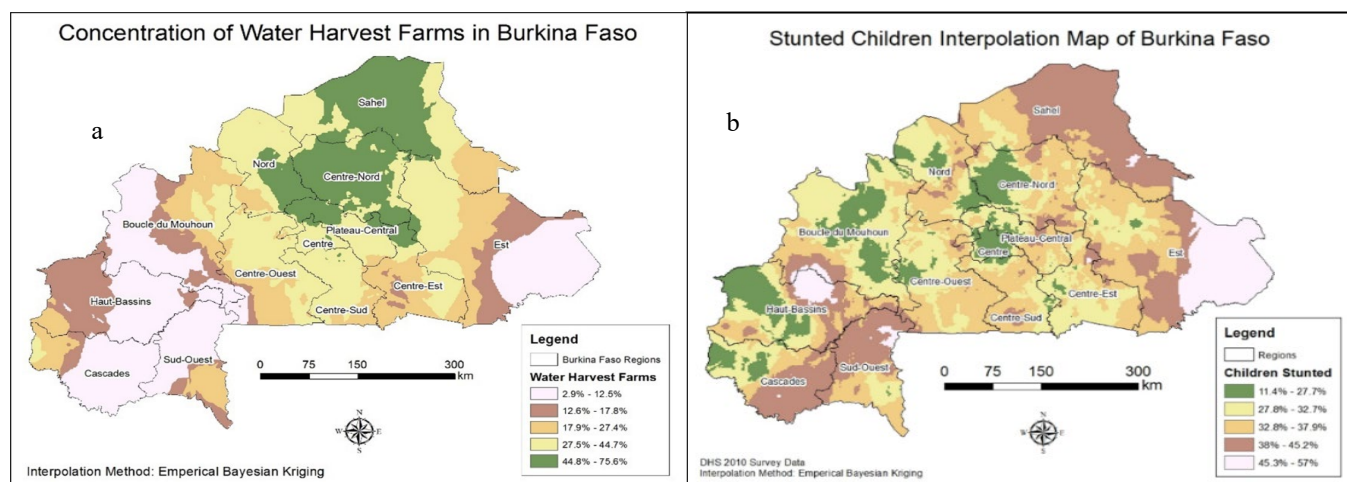 Concentration of Water Harvest Farms in Burkina Faso
a
Sahel
Nord
Centre-Nord
Boucle du Mouhoun
Plateau-Central
Centre
Est
Centre-Ouest
Centre-Est
Haut-Bassins
Centre-Sud
Sud-Ouest
Cascades
0 75 150 300
km
N
W E
S
Legend
Burkina Faso Regions
Water Harvest Farms
2.9% - 12.5%
12.6% - 17.8%
17.9% - 27.4%
27.5% - 44.7%
44.8% - 75.6%
Interpolation Method: Emperical Bayesian Kriging
Stunted Children Interpolation Map of Burkina Faso
b
Sahel
Nord
Centre-Nord
Boucle du Mouhoun
Plateau-Central
Centre
Est
Centre-Ouest
Centre-Est
Haut-Bassins
Centre-Sud
Sud-Ouest
Cascades
0 75 150 300
km
N
W E
S
Legend
Regions
Children Stunted
11.4% - 27.7%
27.8% - 32.7%
32.8% - 37.9%
38% - 45.2%
45.3% - 57%
DHS 2010 Survey Data
Interpolation Method: Emperical Bayesian Kriging